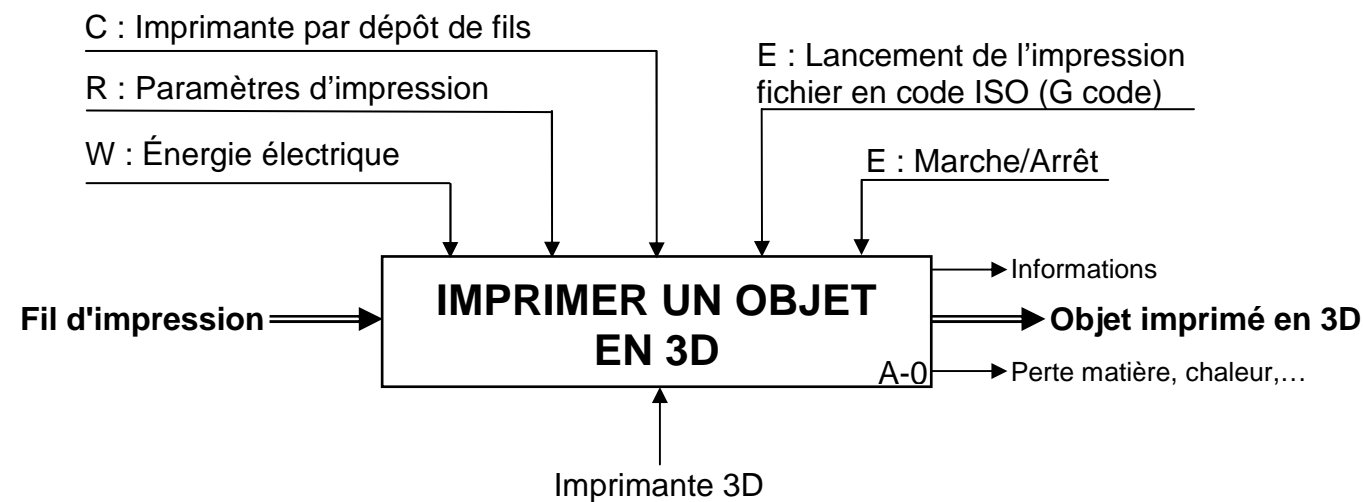 C : Imprimante par dépôt de fils
R : Paramètres d’impression
W : Énergie électrique
E : Lancement de l’impression
fichier en code ISO (G code)
E : Marche/Arrêt
Fil d'impression
IMPRIMER UN OBJET
EN 3D
A-0
Informations
Objet imprimé en 3D
Perte matière, chaleur,…
Imprimante 3D